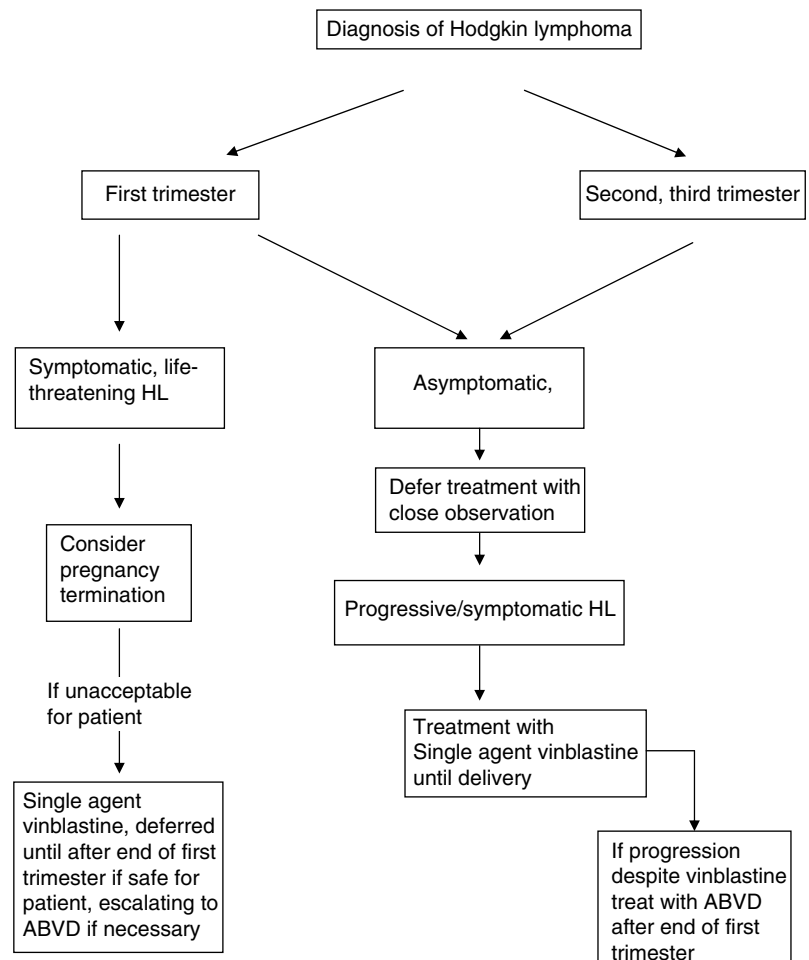 Diagnosis of Hodgkin lymphoma
First trimester
Second, third trimester
Symptomatic, life-
threatening HL
Asymptomatic,
Defer treatment with
close observation
Consider
pregnancy
termination
Progressive/symptomatic HL
If unacceptable
for patient
Treatment with
Single agent vinblastine
until delivery
Single agent
vinblastine, deferred
until after end of first
trimester if safe for
patient, escalating to
ABVD if necessary
If progression
despite vinblastine
treat with ABVD
after end of first
trimester